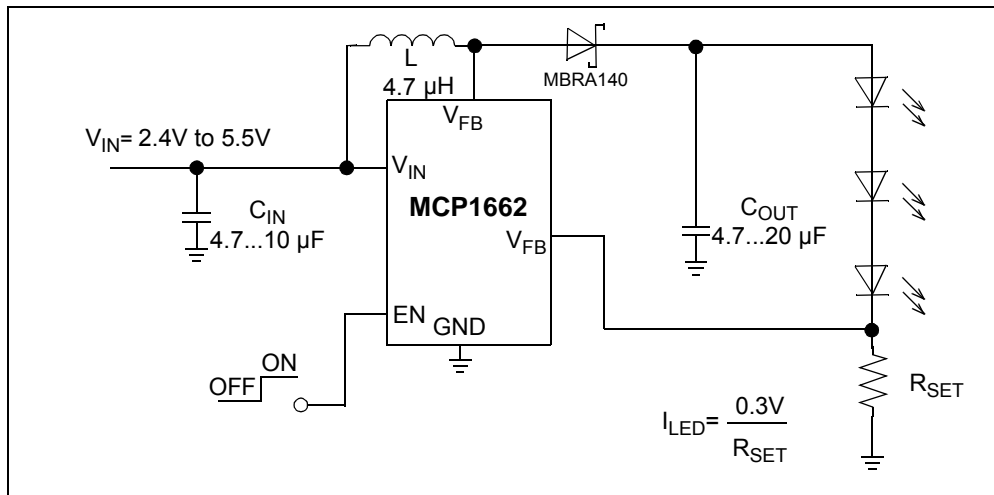 L
4.7 µH
MBRA140
V_FB
V_IN= 2.4V to 5.5V
V_IN
MCP1662
C_IN
4.7...10 µF
V_FB
C_OUT
4.7...20 µF
EN
GND
ON
OFF
R_SET
I_LED= 0.3V
R_SET